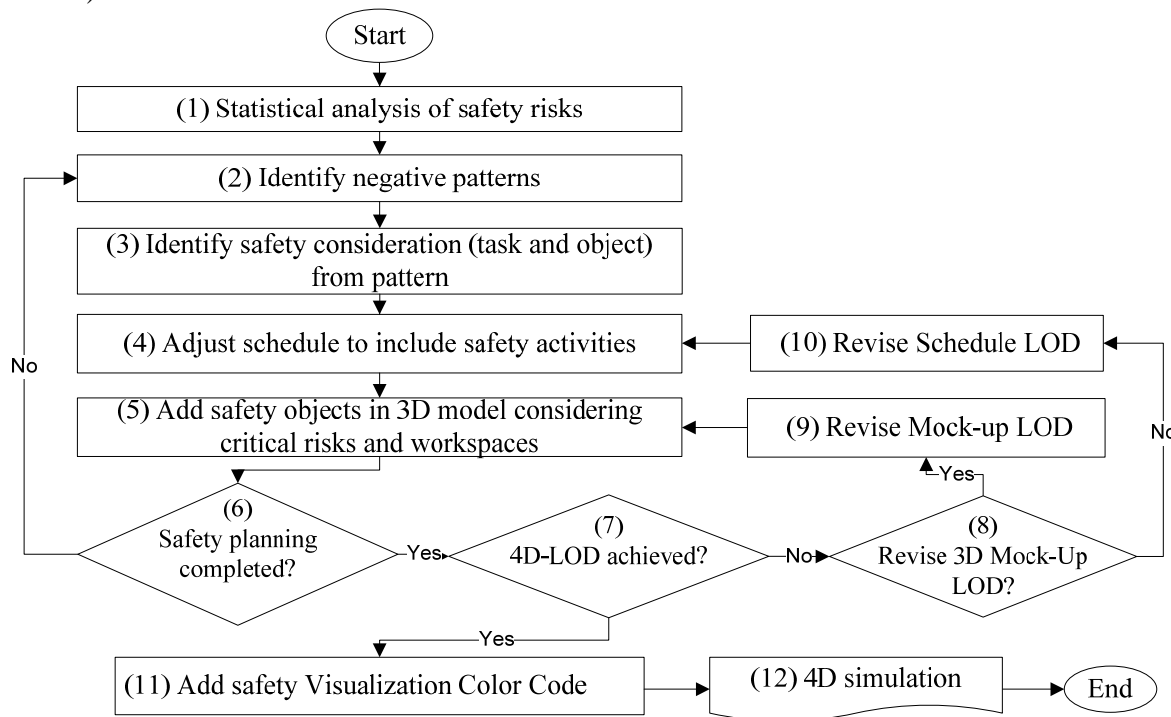 )
Start
(1) Statistical analysis of safety risks
(2) Identify negative patterns
(3) Identify safety consideration (task and object)
from pattern
(4) Adjust schedule to include safety activities
(10) Revise Schedule LOD
No
(5) Add safety objects in 3D model considering
critical risks and workspaces
(9) Revise Mock-up LOD
No
Yes
(6)
Safety planning
completed?
Yes
(7)
4D-LOD achieved?
No
(8)
Revise 3D Mock-Up
LOD?
Yes
(11) Add safety Visualization Color Code
(12) 4D simulation
End